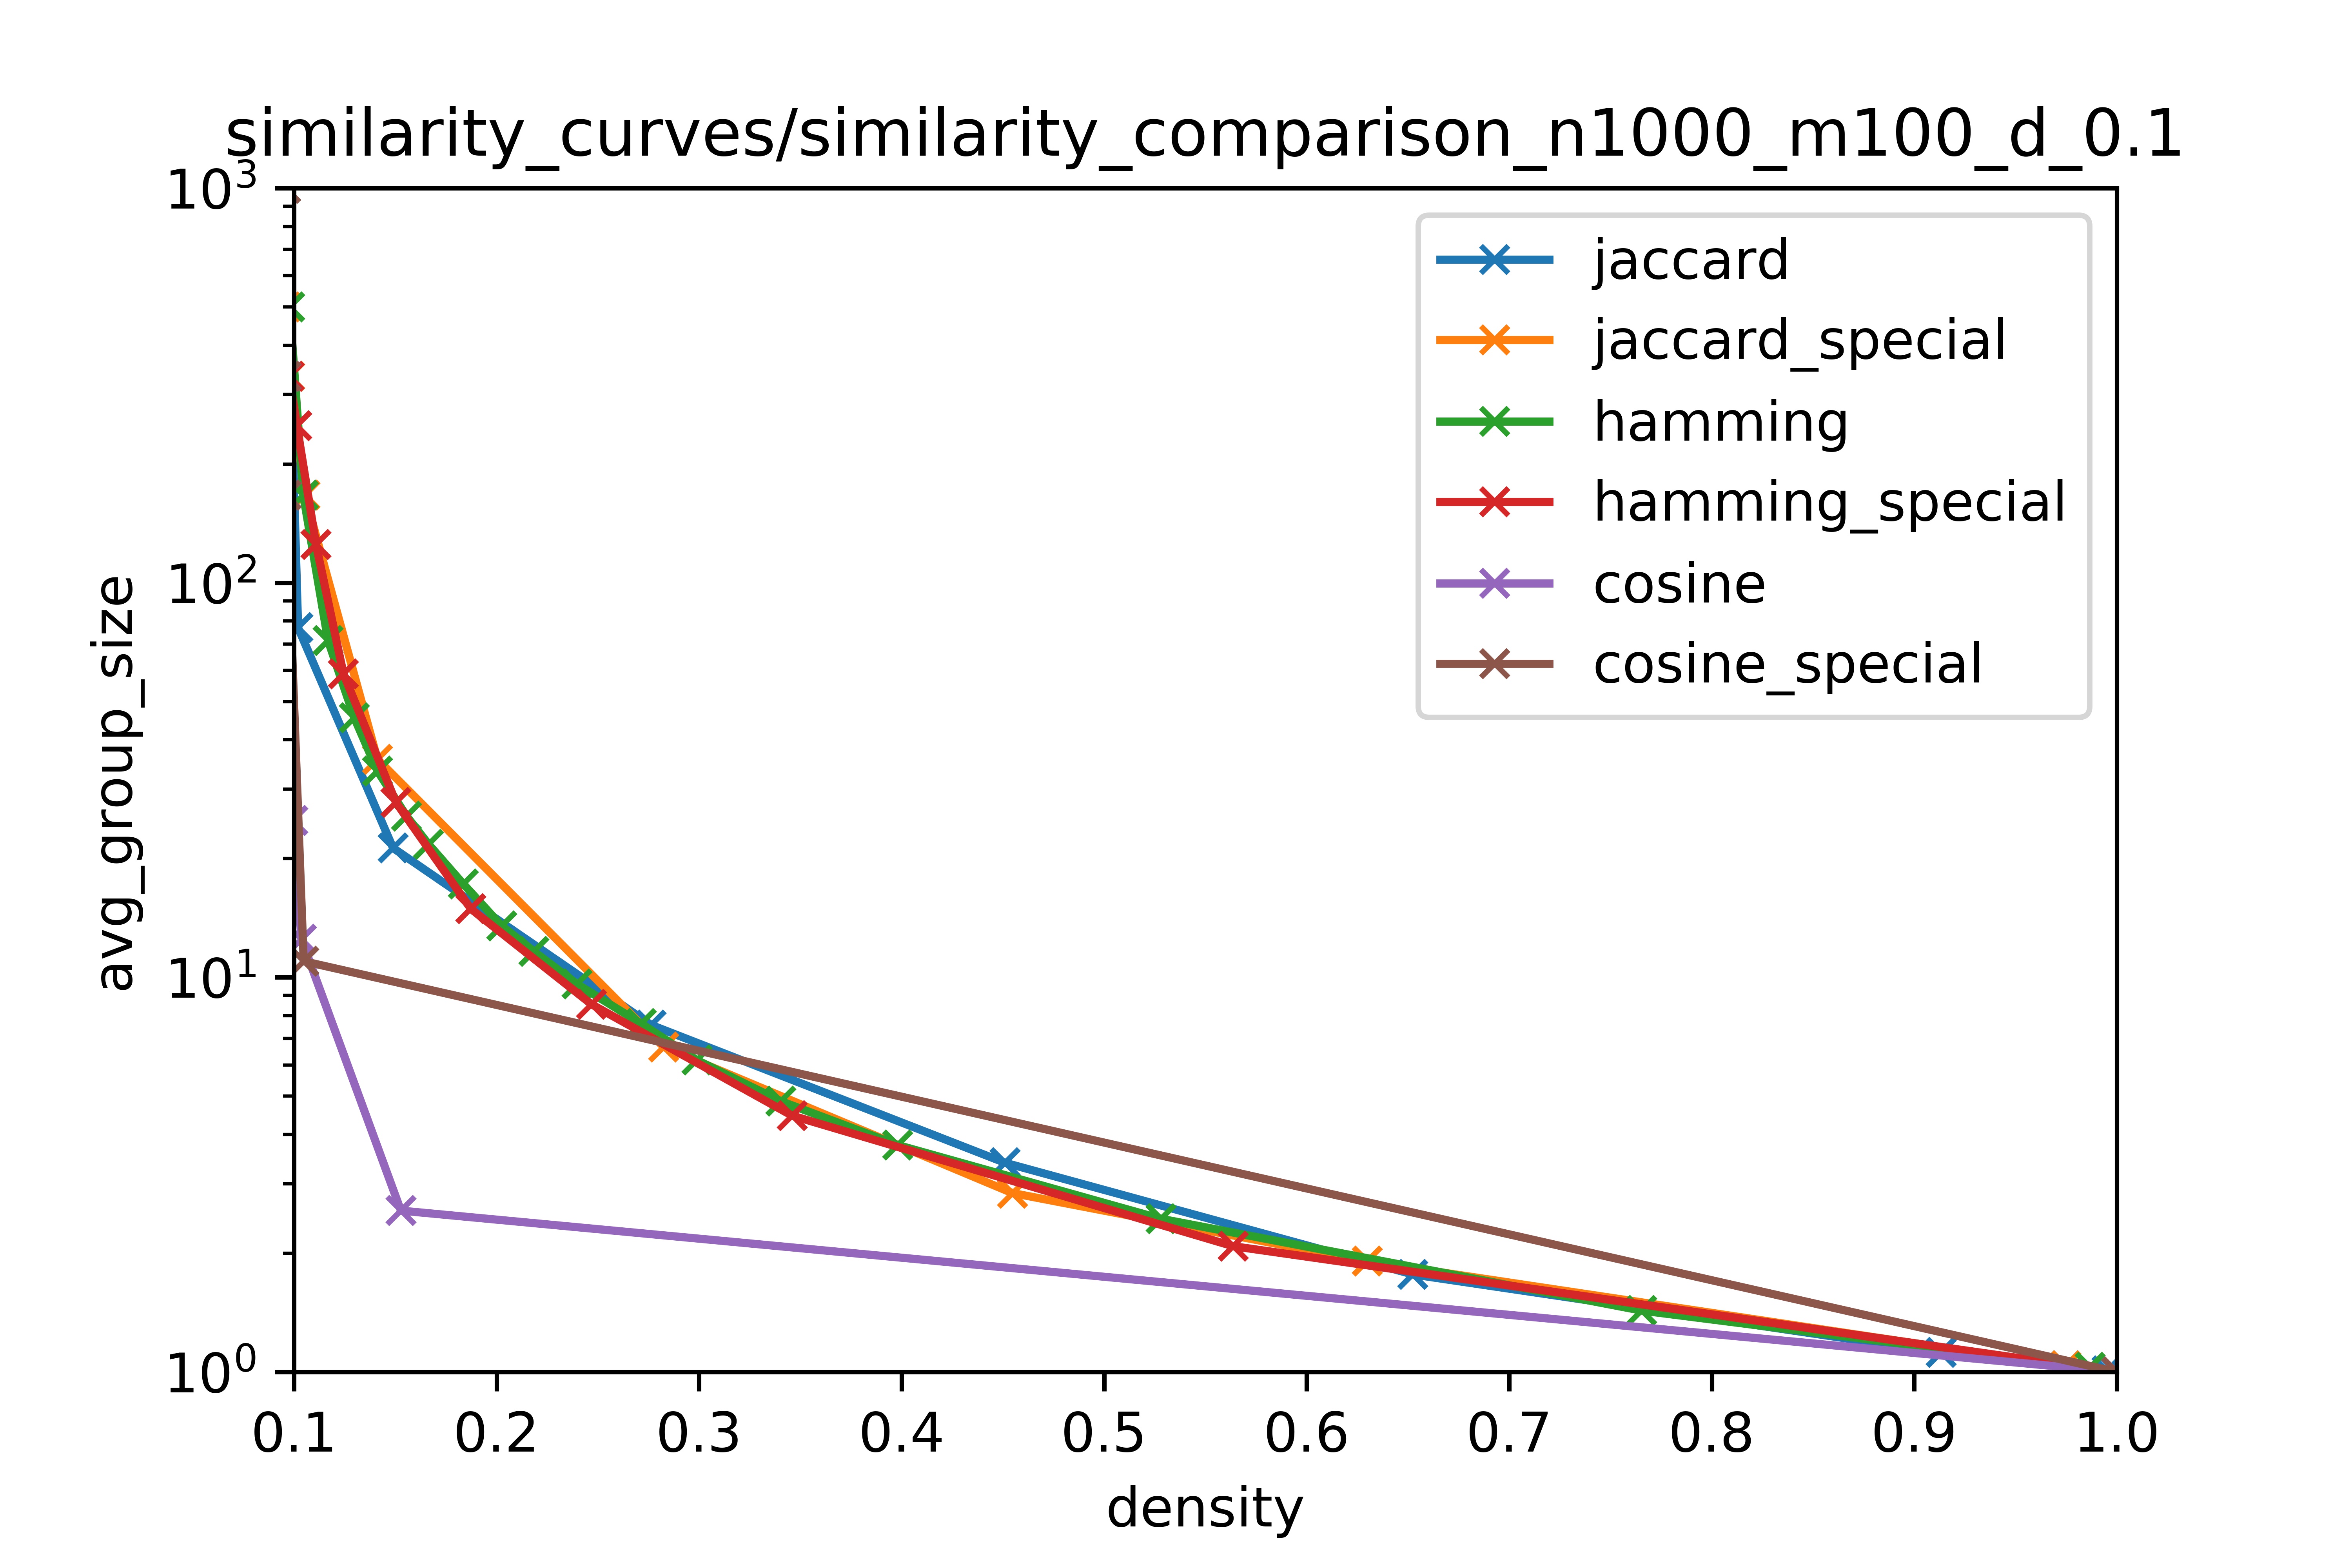 similarity_curves/similarity_comparison_n1000_m100_d_0.1
10³
10²
10¹
10⁰
avg_group_size
jaccard
jaccard_special
hamming
hamming_special
cosine
cosine_special
0.1 0.2 0.3 0.4 0.5 0.6 0.7 0.8 0.9 1.0
density